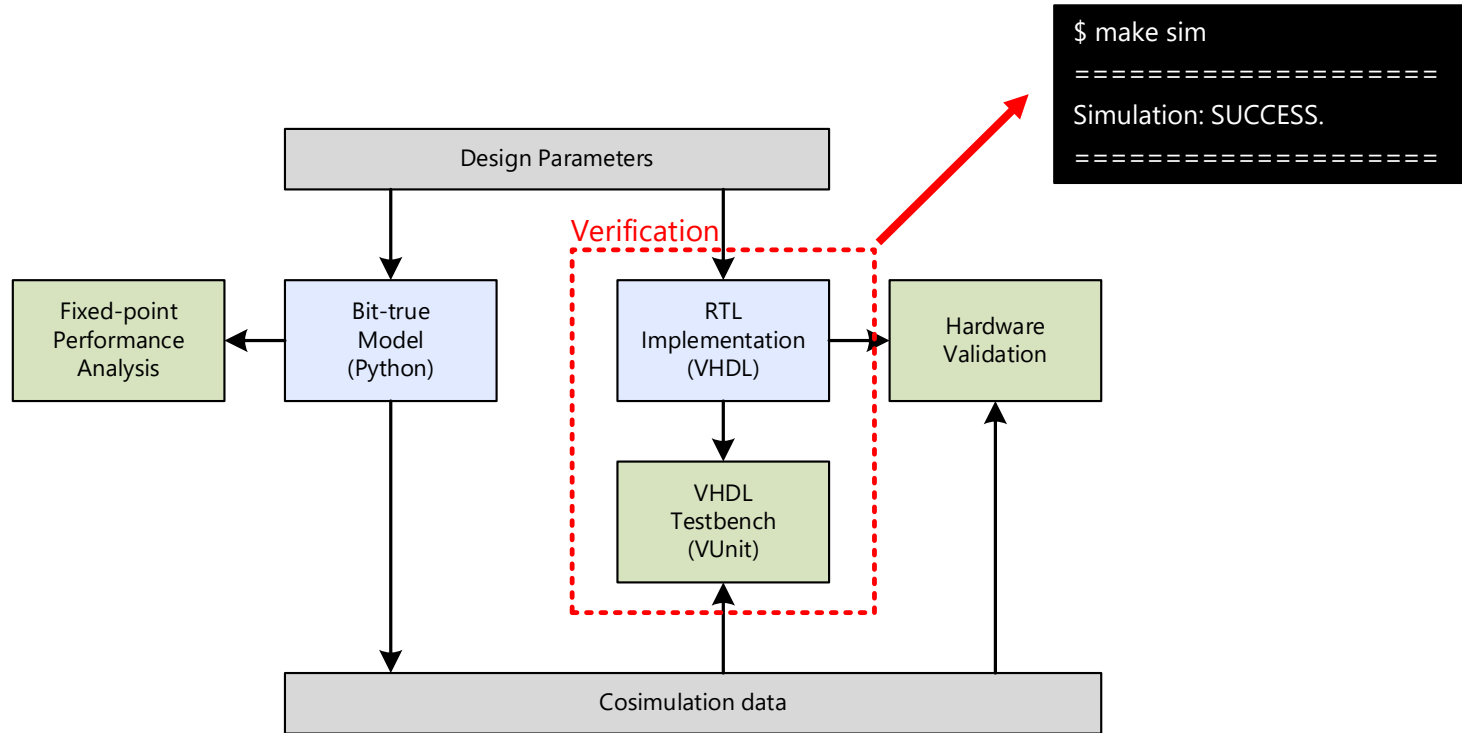 $ make sim
====================
Simulation: SUCCESS.
====================
Design Parameters
Verification
Fixed-point
Performance
Analysis
Bit-true
Model
(Python)
RTL
Implementation
(VHDL)
Hardware
Validation
VHDL
Testbench
(VUnit)
Cosimulation data